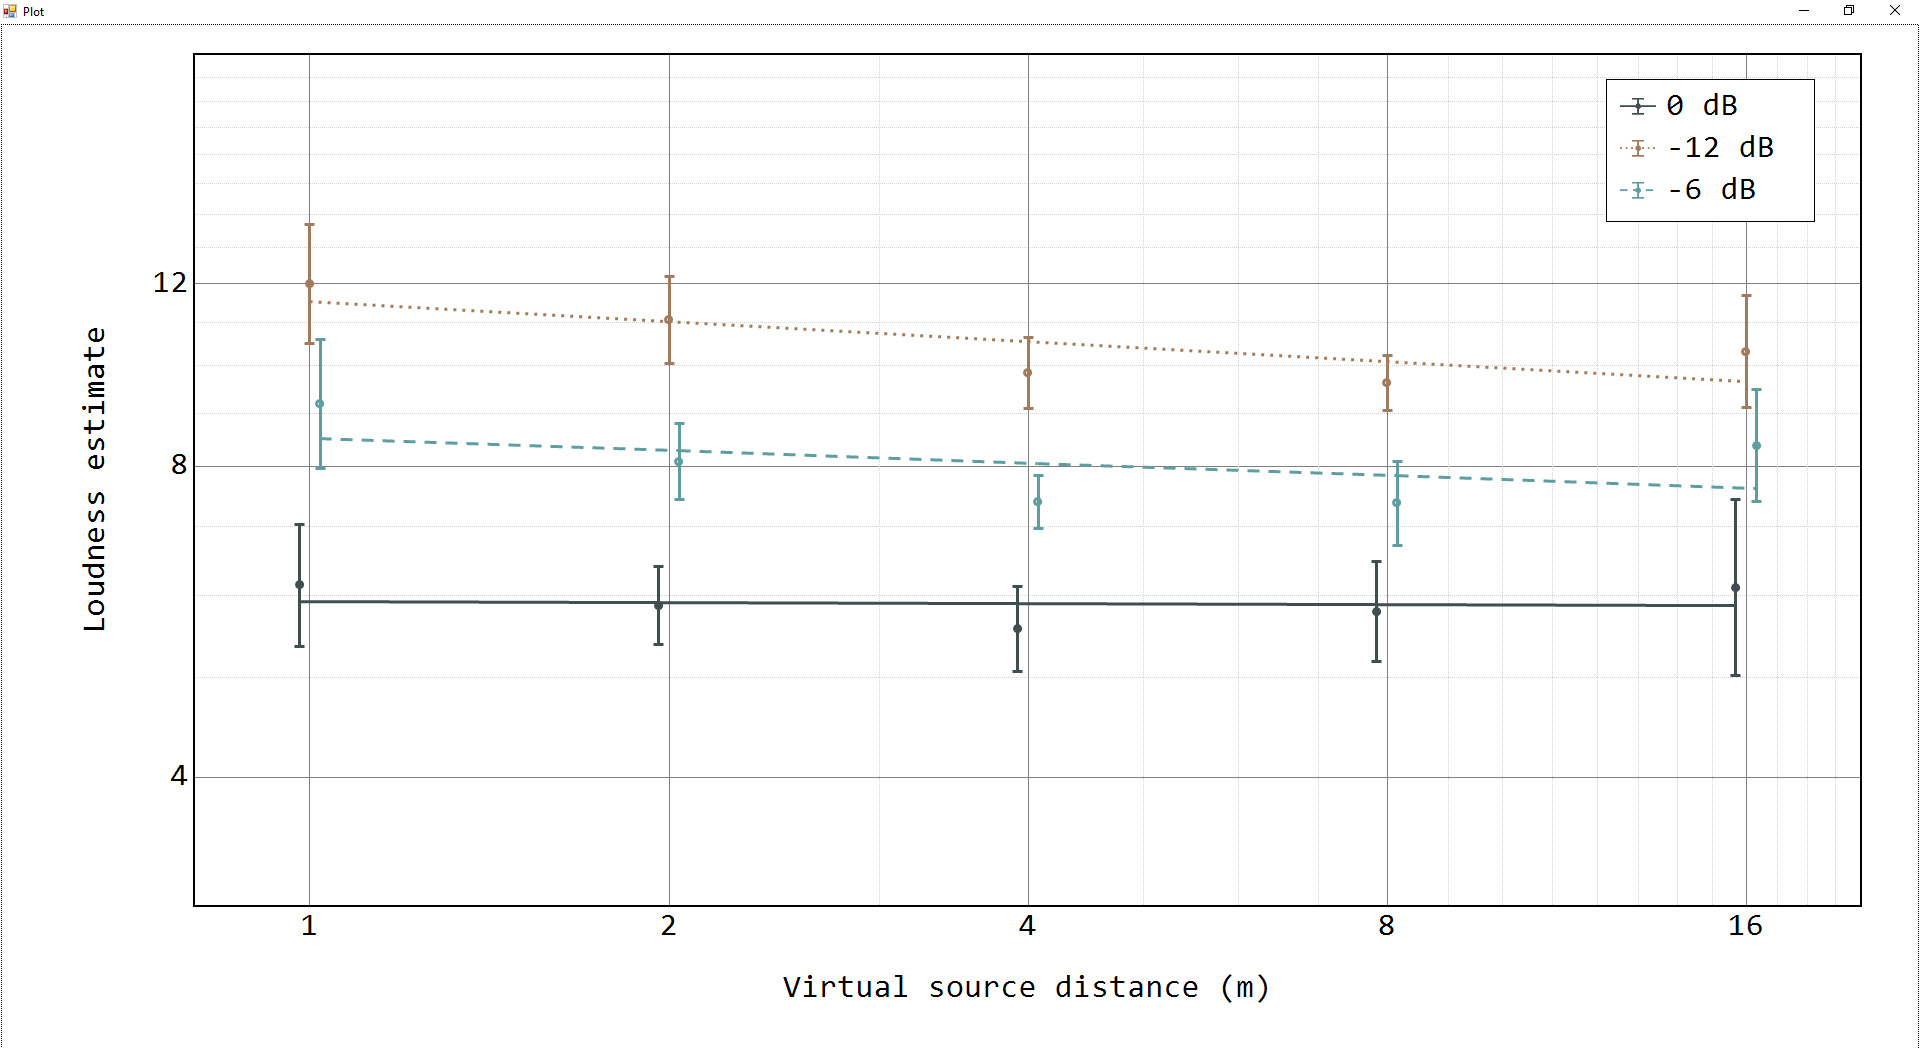 Plot
0 dB
-12 dB
-6 dB
12
8
4
Loudness estimate
1 2 4 8 16
Virtual source distance (m)